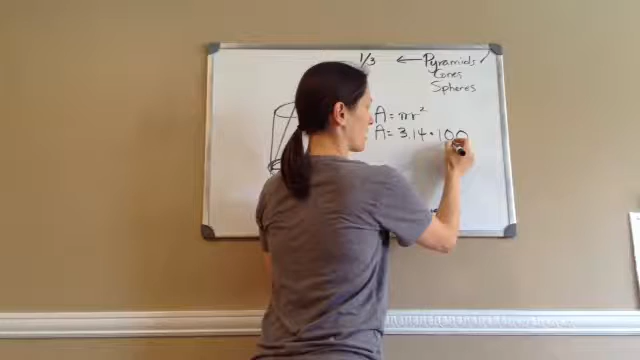 1/3 ← Pyramids
Cones
Spheres
A = πr²
A = 3.14 • 100